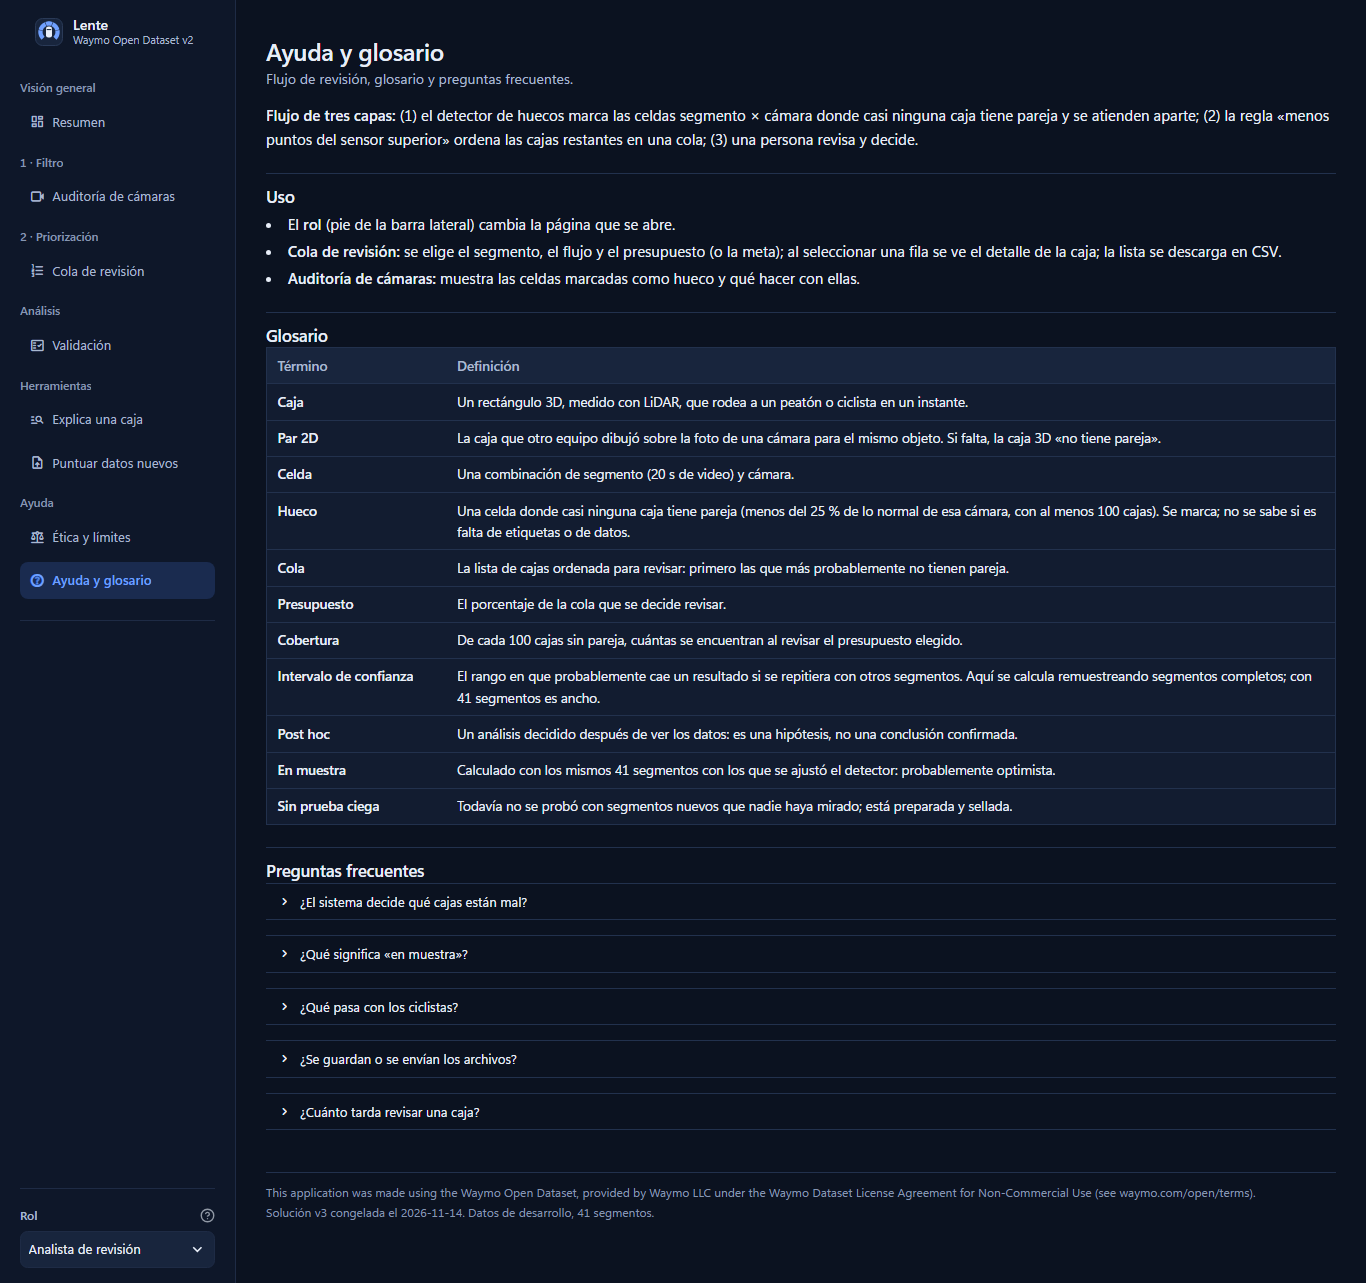 Lente
Waymo Open Dataset v2
Visión general
Resumen
1 · Filtro
Auditoría de cámaras
2 · Priorización
Cola de revisión
Análisis
Validación
Herramientas
Explica una caja
Puntuar datos nuevos
Ayuda
Ética y límites
Ayuda y glosario
Rol
Analista de revisión
Ayuda y glosario
Flujo de revisión, glosario y preguntas frecuentes.
Flujo de tres capas: (1) el detector de huecos marca las celdas segmento × cámara donde casi ninguna caja tiene pareja y se atienden aparte; (2) la regla «menos
puntos del sensor superior» ordena las cajas restantes en una cola; (3) una persona revisa y decide.
Uso
• El rol (pie de la barra lateral) cambia la página que se abre.
• Cola de revisión: se elige el segmento, el flujo y el presupuesto (o la meta); al seleccionar una fila se ve el detalle de la caja; la lista se descarga en CSV.
• Auditoría de cámaras: muestra las celdas marcadas como hueco y qué hacer con ellas.
Glosario
Término Definición
Caja Un rectángulo 3D, medido con LiDAR, que rodea a un peatón o ciclista en un instante.
Par 2D La caja que otro equipo dibujó sobre la foto de una cámara para el mismo objeto. Si falta, la caja 3D «no tiene pareja».
Celda Una combinación de segmento (20 s de video) y cámara.
Hueco Una celda donde casi ninguna caja tiene pareja (menos del 25 % de lo normal de esa cámara, con al menos 100 cajas). Se marca; no se sabe si es
falta de etiquetas o de datos.
Cola La lista de cajas ordenada para revisar: primero las que más probablemente no tienen pareja.
Presupuesto El porcentaje de la cola que se decide revisar.
Cobertura De cada 100 cajas sin pareja, cuántas se encuentran al revisar el presupuesto elegido.
Intervalo de confianza El rango en que probablemente cae un resultado si se repitiera con otros segmentos. Aquí se calcula remuestreando segmentos completos; con
41 segmentos es ancho.
Post hoc Un análisis decidido después de ver los datos: es una hipótesis, no una conclusión confirmada.
En muestra Calculado con los mismos 41 segmentos con los que se ajustó el detector: probablemente optimista.
Sin prueba ciega Todavía no se probó con segmentos nuevos que nadie haya mirado; está preparada y sellada.
Preguntas frecuentes
¿El sistema decide qué cajas están mal?
¿Qué significa «en muestra»?
¿Qué pasa con los ciclistas?
¿Se guardan o se envían los archivos?
¿Cuánto tarda revisar una caja?
This application was made using the Waymo Open Dataset, provided by Waymo LLC under the Waymo Dataset License Agreement for Non-Commercial Use (see waymo.com/open/terms).
Solución v3 congelada el 2026-11-14. Datos de desarrollo, 41 segmentos.